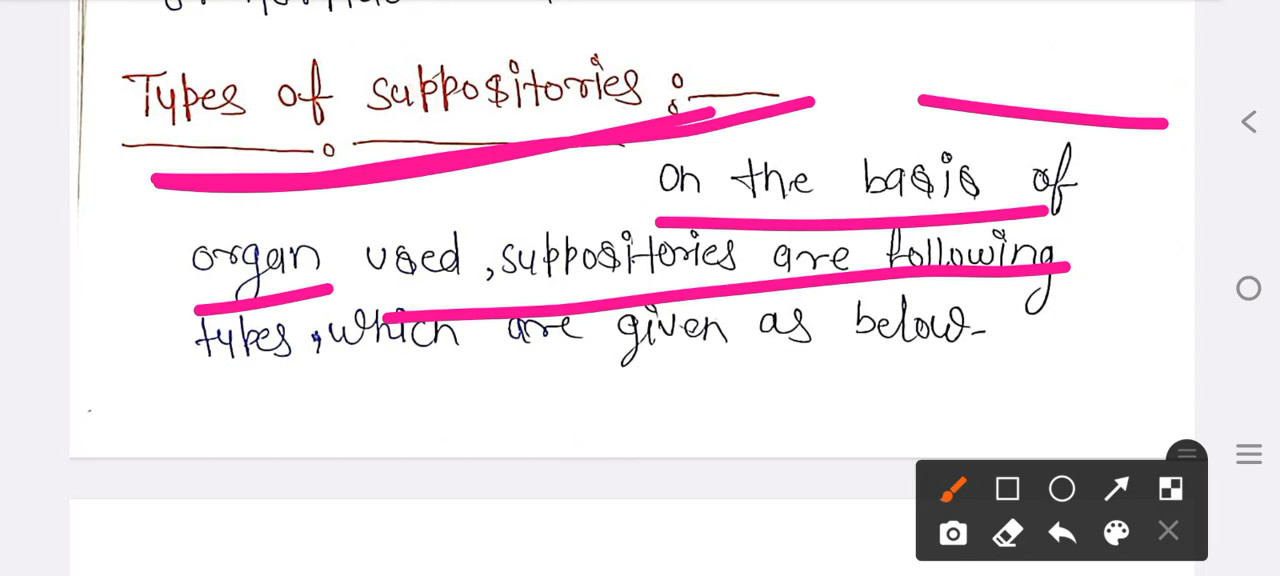 Types of suppositories :-
On the basis of
organ used, suppositories are following
types, which are given as below-